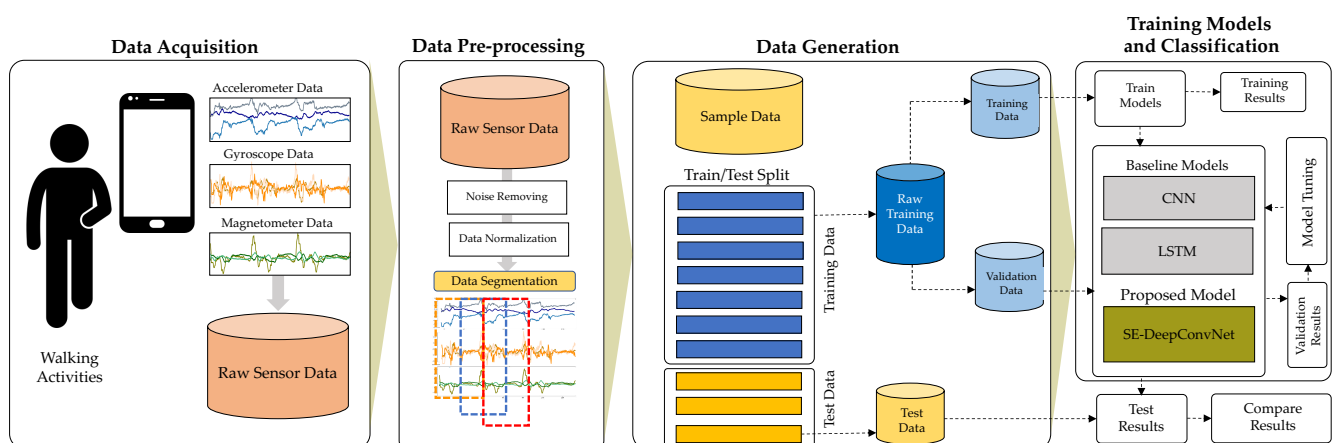 Data Acquisition
Accelerometer Data
Gyroscope Data
Magnetometer Data
Walking
Activities
Raw Sensor Data
Data Pre-processing
Raw Sensor Data
Noise Removing
Data Normalization
Data Segmentation
Data Generation
Sample Data
Train/Test Split
Training Data
Test Data
Raw
Training
Data
Training
Data
Validation
Data
Test
Data
Training Models
and Classification
Train
Models
Training
Results
Baseline Models
CNN
LSTM
Proposed Model
SE-DeepConvNet
Model Tuning
Validation
Results
Test
Results
Compare
Results